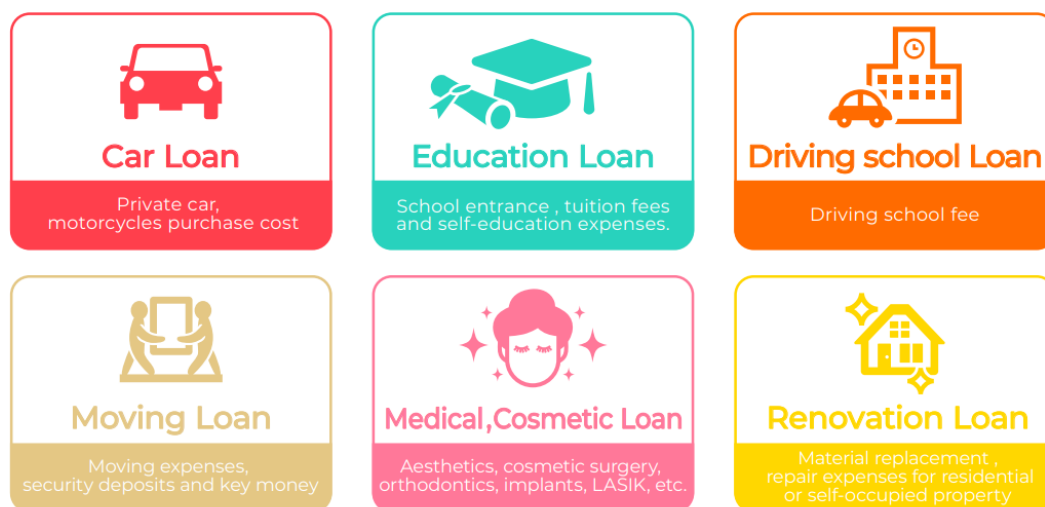 Car Loan
Private car,
motorcycles purchase cost
Education Loan
School entrance , tuition fees
and self-education expenses.
Driving school Loan
Driving school fee
Moving Loan
Moving expenses,
security deposits and key money
Medical,Cosmetic Loan
Aesthetics, cosmetic surgery,
orthodontics, implants, LASIK, etc.
Renovation Loan
Material replacement ,
repair expenses for residential
or self-occupied property